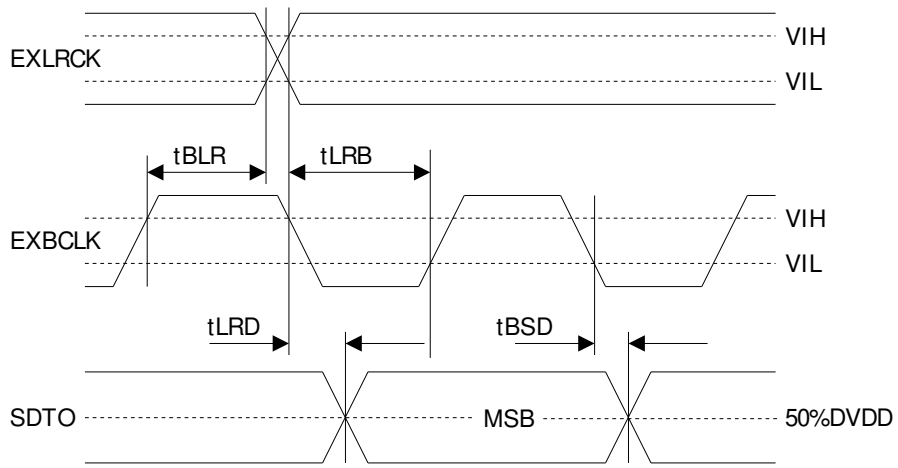 EXLRCK
VIH
VIL
tBLR
tLRB
EXBCLK
VIH
VIL
tLRD
tBSD
SDTO
MSB
50%DVDD